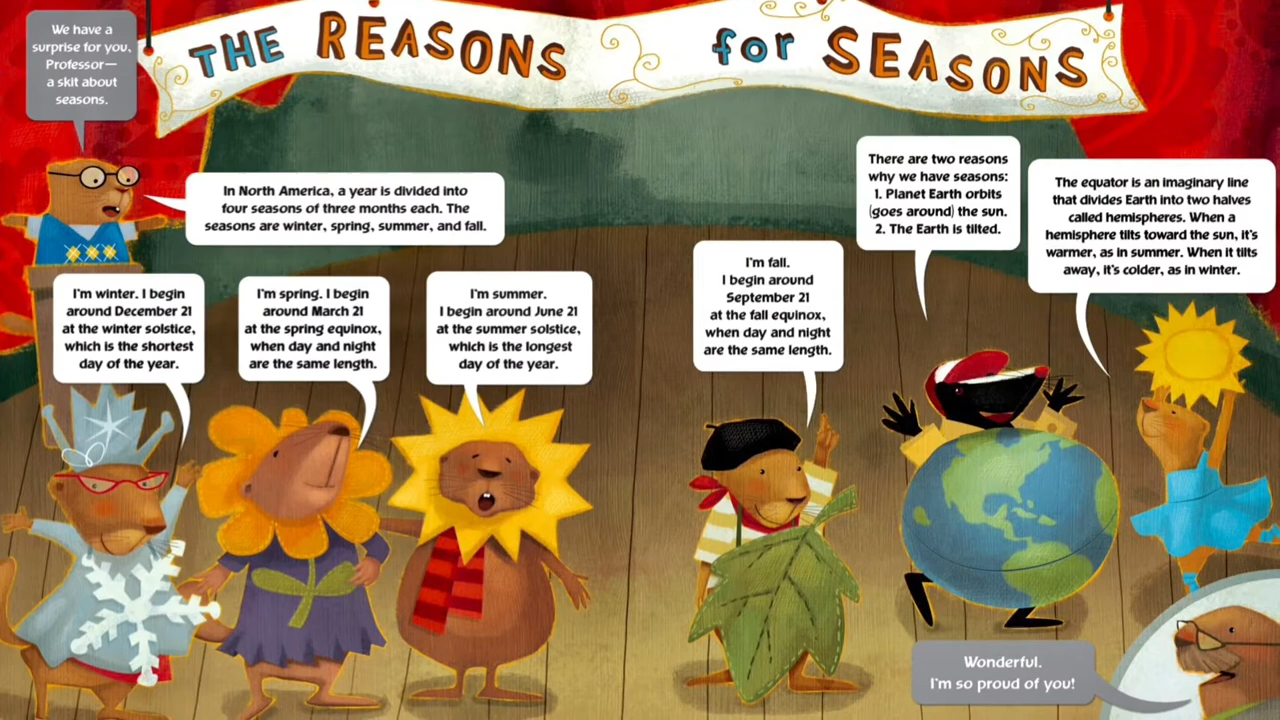 THE REASONS for SEASONS
We have a
surprise for you,
Professor—
a skit about
seasons.
In North America, a year is divided into
four seasons of three months each. The
seasons are winter, spring, summer, and fall.
I'm winter. I begin
around December 21
at the winter solstice,
which is the shortest
day of the year.
I'm spring. I begin
around March 21
at the spring equinox,
when day and night
are the same length.
I'm summer.
I begin around June 21
at the summer solstice,
which is the longest
day of the year.
I'm fall.
I begin around
September 21
at the fall equinox,
when day and night
are the same length.
There are two reasons
why we have seasons:
1. Planet Earth orbits
(goes around) the sun.
2. The Earth is tilted.
The equator is an imaginary line
that divides Earth into two halves
called hemispheres. When a
hemisphere tilts toward the sun, it's
warmer, as in summer. When it tilts
away, it's colder, as in winter.
Wonderful.
I'm so proud of you!